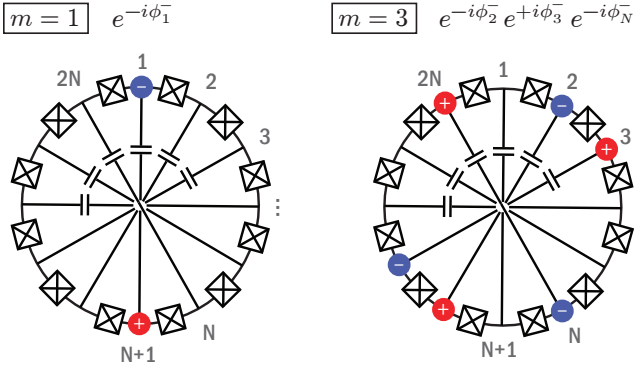 m = 1 e^{-iϕ_1^-}
m = 3 e^{-iϕ_2^-} e^{+iϕ_3^-} e^{-iϕ_N^-}
1
2N
2
−
3
⋮
N
+
N+1
1
2N
2
+
−
3
+
−
+
−
N
N+1